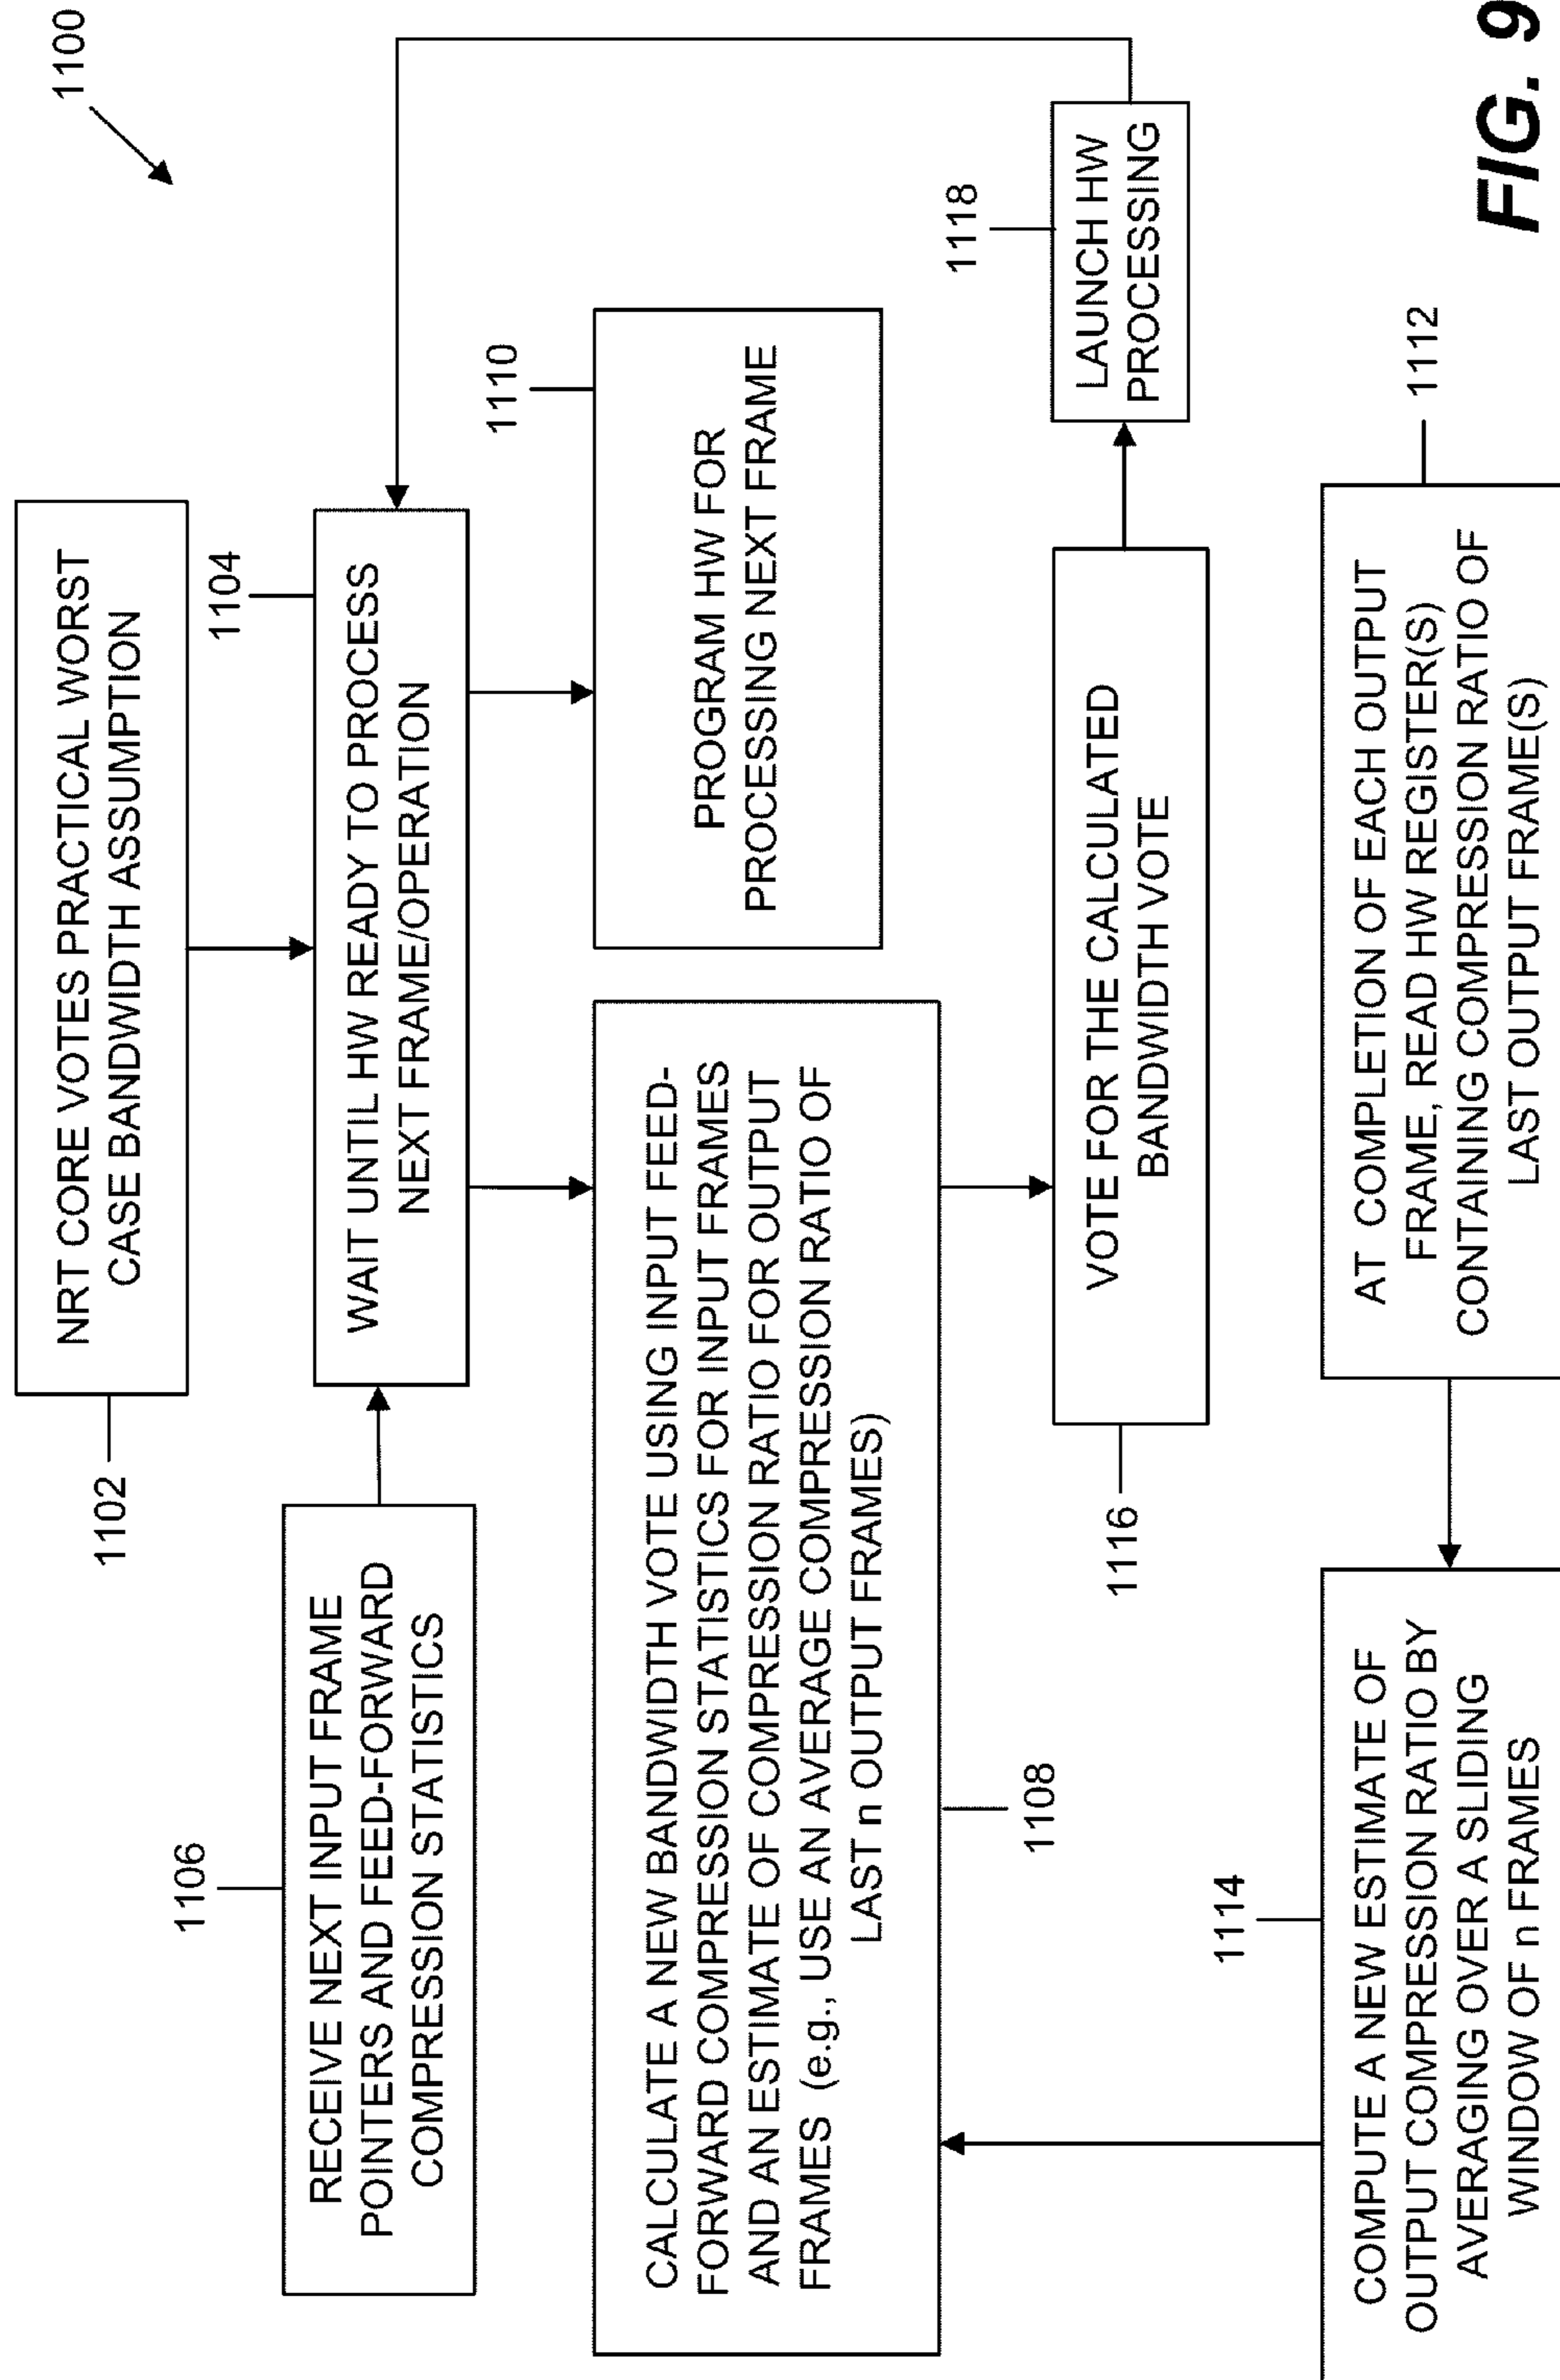 1100
NRT CORE VOTES PRACTICAL WORST
CASE BANDWIDTH ASSUMPTION
1102
1104
WAIT UNTIL HW READY TO PROCESS
NEXT FRAME/OPERATION
1106
RECEIVE NEXT INPUT FRAME
POINTERS AND FEED-FORWARD
COMPRESSION STATISTICS
CALCULATE A NEW BANDWIDTH VOTE USING INPUT FEED-
FORWARD COMPRESSION STATISTICS FOR INPUT FRAMES
AND AN ESTIMATE OF COMPRESSION RATIO FOR OUTPUT
FRAMES (e.g., USE AN AVERAGE COMPRESSION RATIO OF
LAST n OUTPUT FRAMES)
1108
1110
PROGRAM HW FOR
PROCESSING NEXT FRAME
VOTE FOR THE CALCULATED
BANDWIDTH VOTE
1116
1118
LAUNCH HW
PROCESSING
1112
AT COMPLETION OF EACH OUTPUT
FRAME, READ HW REGISTER(S)
CONTAINING COMPRESSION RATIO OF
LAST OUTPUT FRAME(S)
1114
COMPUTE A NEW ESTIMATE OF
OUTPUT COMPRESSION RATIO BY
AVERAGING OVER A SLIDING
WINDOW OF n FRAMES
FIG. 9